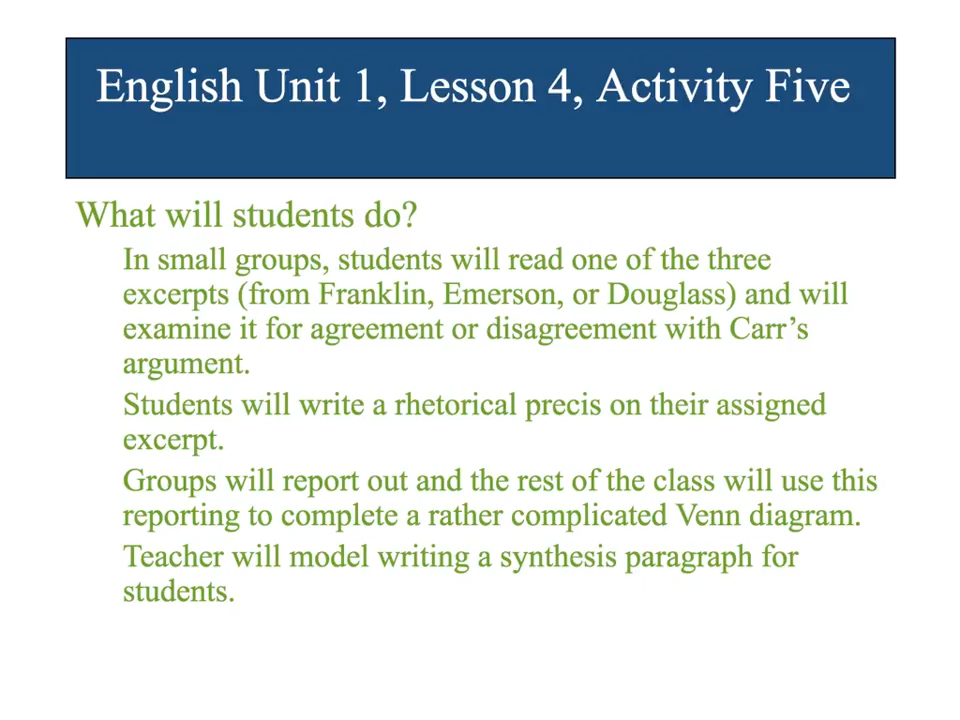 English Unit 1, Lesson 4, Activity Five
What will students do?
In small groups, students will read one of the three
excerpts (from Franklin, Emerson, or Douglass) and will
examine it for agreement or disagreement with Carr’s
argument.
Students will write a rhetorical precis on their assigned
excerpt.
Groups will report out and the rest of the class will use this
reporting to complete a rather complicated Venn diagram.
Teacher will model writing a synthesis paragraph for
students.